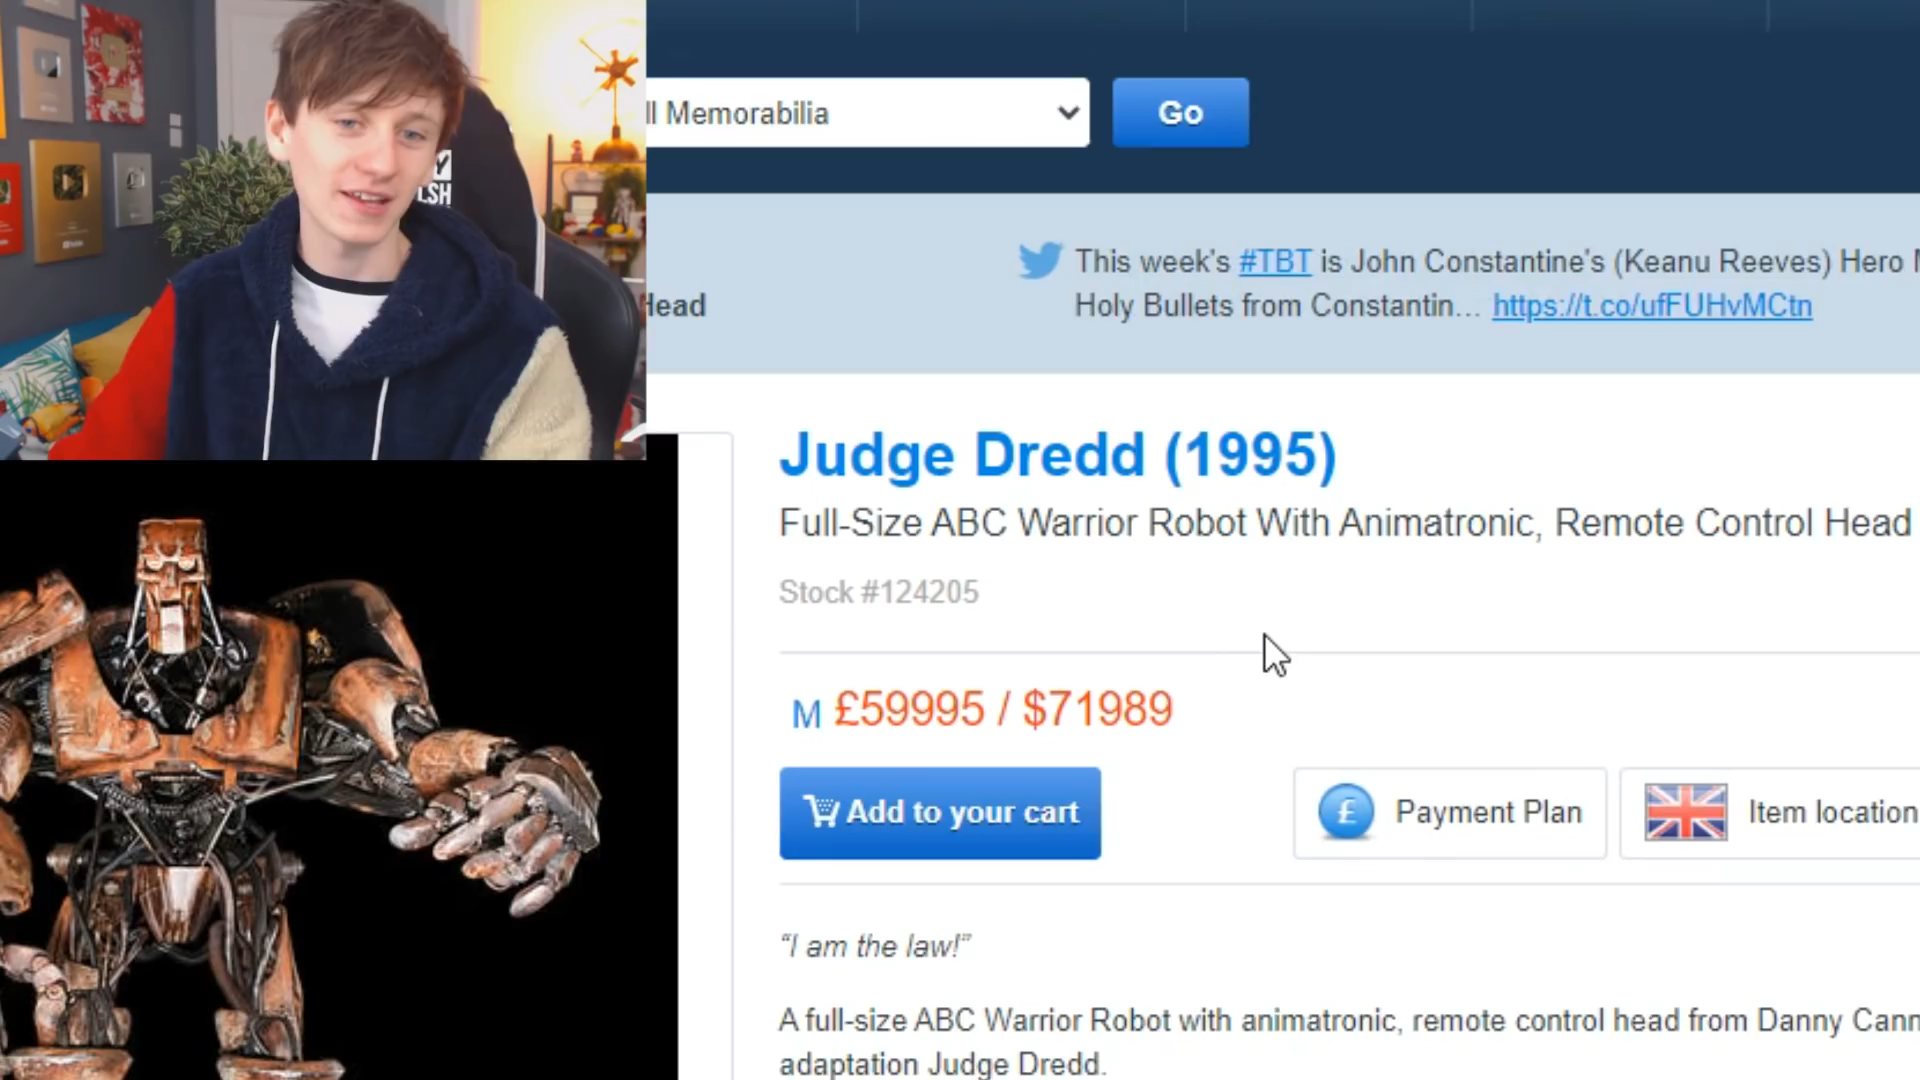 ll Memorabilia
Go
LSH
This week's #TBT is John Constantine's (Keanu Reeves) Hero
Head
Holy Bullets from Constantin... https://t.co/ufFUHvMCtn
Judge Dredd (1995)
Full-Size ABC Warrior Robot With Animatronic, Remote Control Head
Stock #124205
M £59995 / $71989
Add to your cart
£ Payment Plan
Item location
“I am the law!”
A full-size ABC Warrior Robot with animatronic, remote control head from Danny Cann
adaptation Judge Dredd.